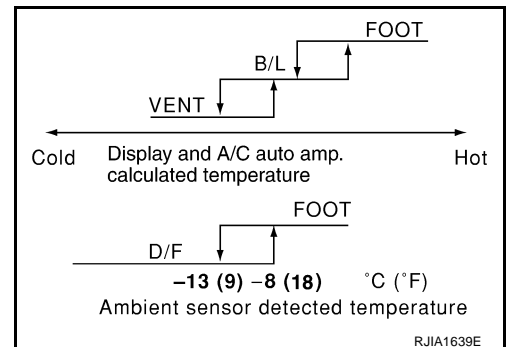 FOOT
B/L
VENT
Cold Display and A/C auto amp. Hot
calculated temperature
FOOT
D/F
–13 (9) –8 (18) °C (°F)
Ambient sensor detected temperature
RJIA1639E